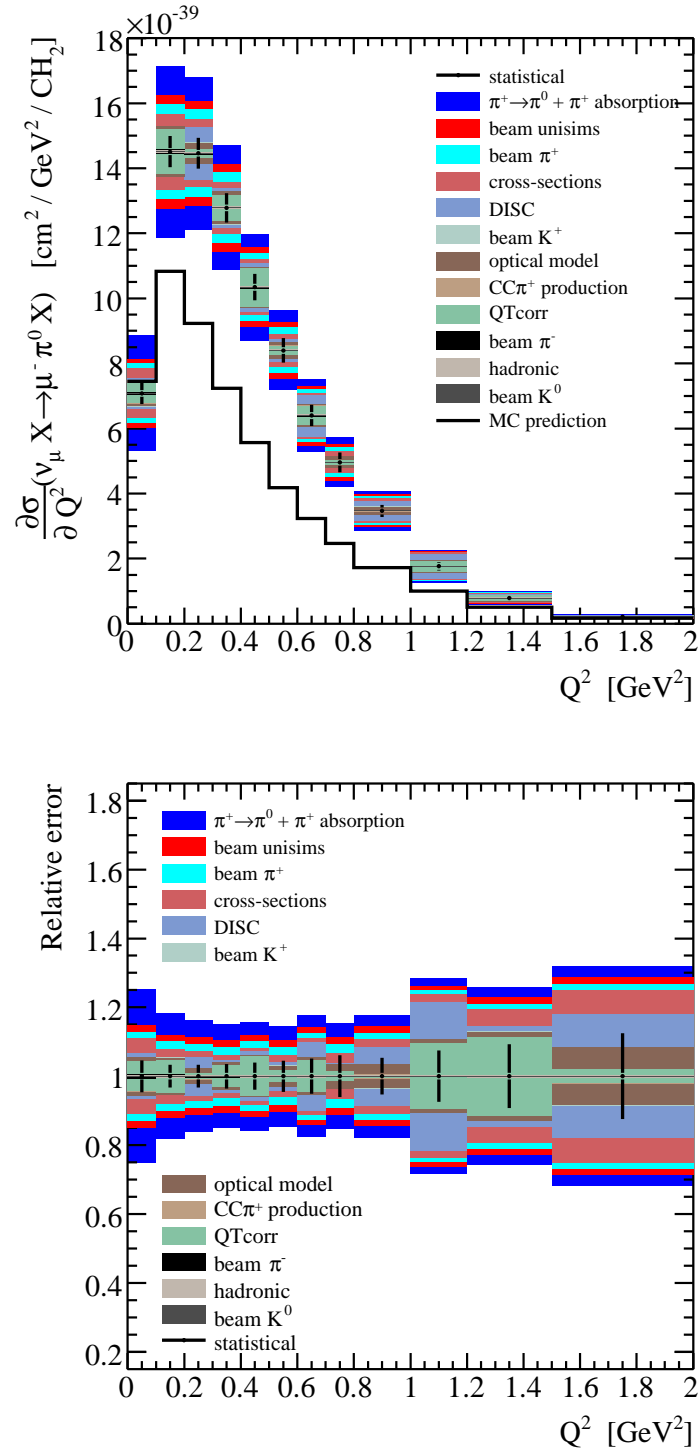 ×10⁻³⁹
∂σ/∂Q² (ν_μ X→μ⁻ π⁰ X) [cm² / GeV² / CH₂]
18
16
14
12
10
8
6
4
2
0
statistical
π⁺→π⁰ + π⁺ absorption
beam unisims
beam π⁺
cross-sections
DISC
beam K⁺
optical model
CCπ⁺ production
QTcorr
beam π⁻
hadronic
beam K⁰
MC prediction
0 0.2 0.4 0.6 0.8 1 1.2 1.4 1.6 1.8 2
Q² [GeV²]
Relative error
1.8
1.6
1.4
1.2
1
0.8
0.6
0.4
0.2
π⁺→π⁰ + π⁺ absorption
beam unisims
beam π⁺
cross-sections
DISC
beam K⁺
optical model
CCπ⁺ production
QTcorr
beam π⁻
hadronic
beam K⁰
statistical
0 0.2 0.4 0.6 0.8 1 1.2 1.4 1.6 1.8 2
Q² [GeV²]